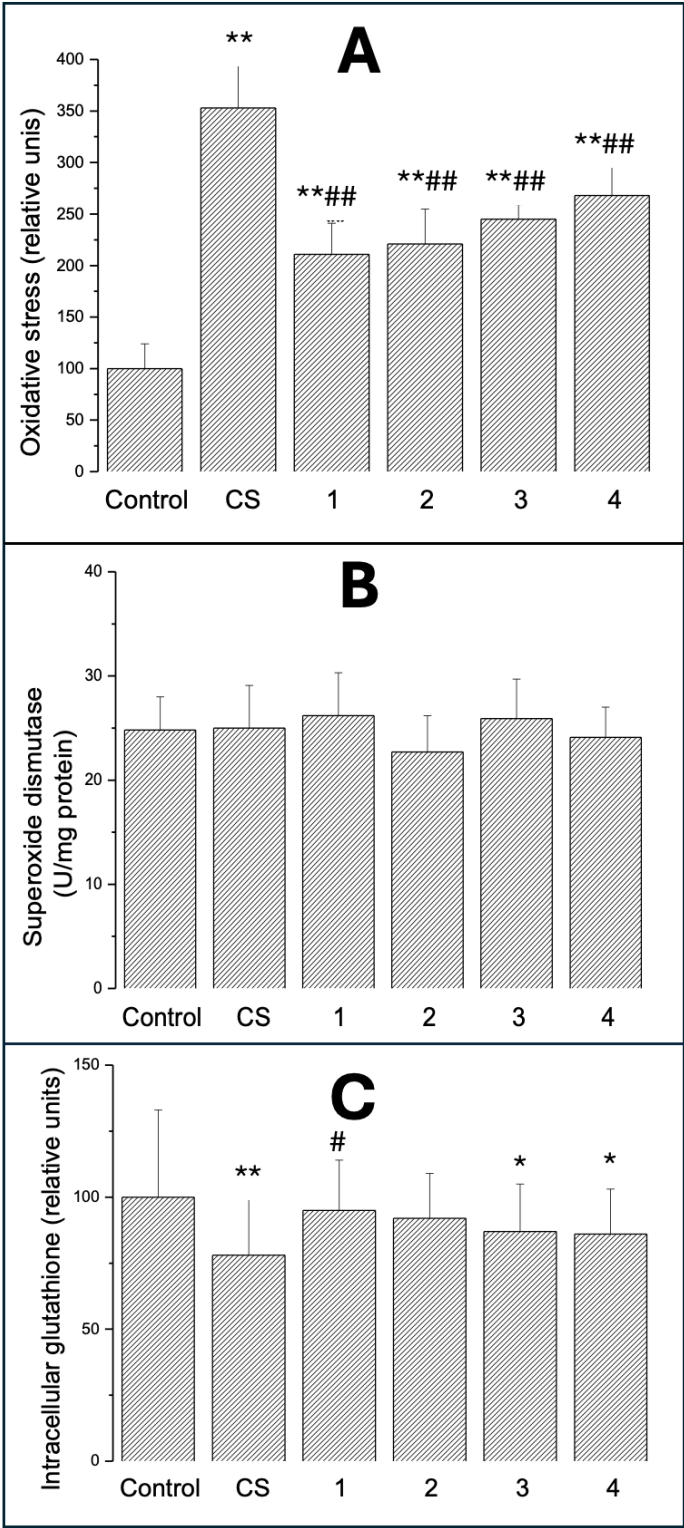 A
Oxidative stress (relative unis)
400
350
300
250
200
150
100
50
0
**
**##
**##
**##
**##
Control CS 1 2 3 4
B
Superoxide dismutase
(U/mg protein)
40
30
20
10
0
Control CS 1 2 3 4
C
Intracellular glutathione (relative units)
150
100
50
0
**
#
*
*
Control CS 1 2 3 4